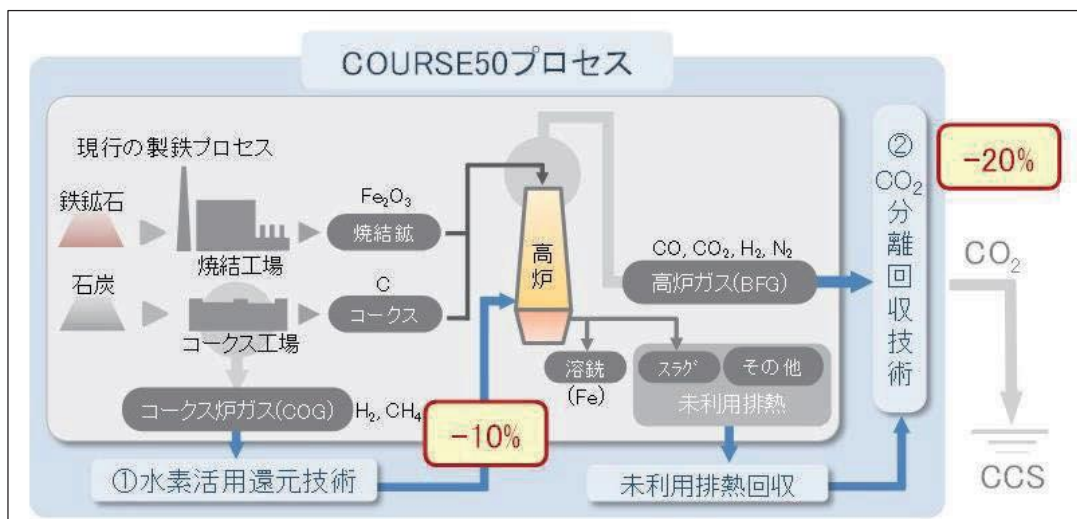 COURSE50プロセス
現行の製鉄プロセス
鉄鉱石
焼結工場
Fe₂O₃
焼結鉱
石炭
コークス工場
C
コークス
高炉
CO, CO₂, H₂, N₂
高炉ガス(BFG)
溶銑
(Fe)
スラグ
その他
未利用排熱
コークス炉ガス(COG)
H₂, CH₄
-10%
①水素活用還元技術
未利用排熱回収
②CO₂分離回収技術
-20%
CO₂
CCS